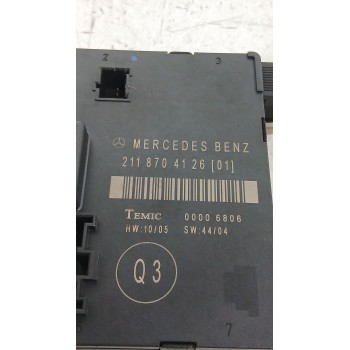 2 3
MERCEDES BENZ
211 870 41 26 [01]
TEMIC 0000 6806
HW:10/05 SW:44/04
Q3
7